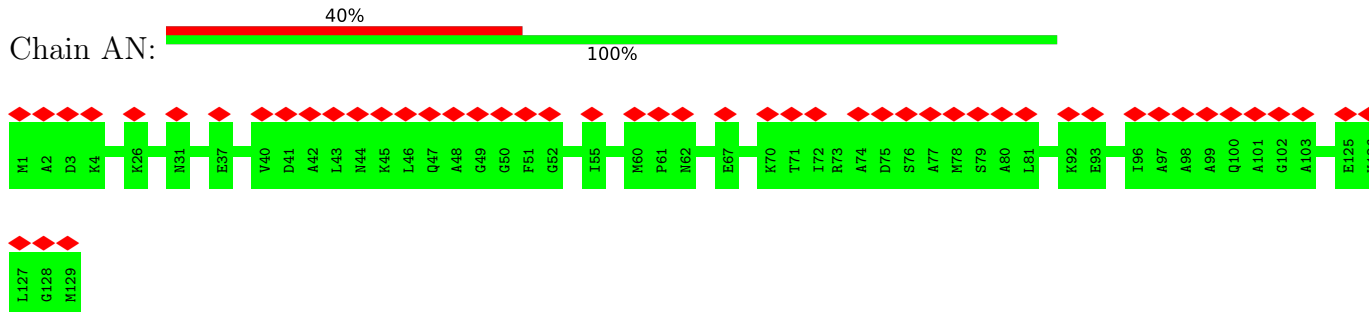 40%
Chain AN:
100%
M1 A2 D3 K4 K26 N31 E37 V40 D41 A42 L43 N44 K45 L46 Q47 A48 G49 G50 F51 G52 I55 M60 P61 N62 E67 K70 T71 I72 R73 A74 D75 S76 A77 M78 S79 A80 L81 K92 E93 I96 A97 A98 A99 Q100 A101 G102 A103 E125
L127 G128 M129